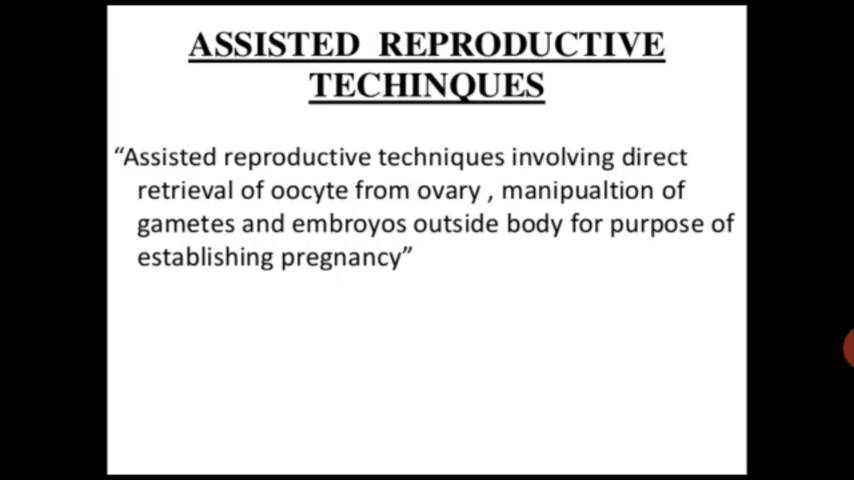 ASSISTED REPRODUCTIVE
TECHINQUES
“Assisted reproductive techniques involving direct
retrieval of oocyte from ovary , manipualtion of
gametes and embroyos outside body for purpose of
establishing pregnancy”